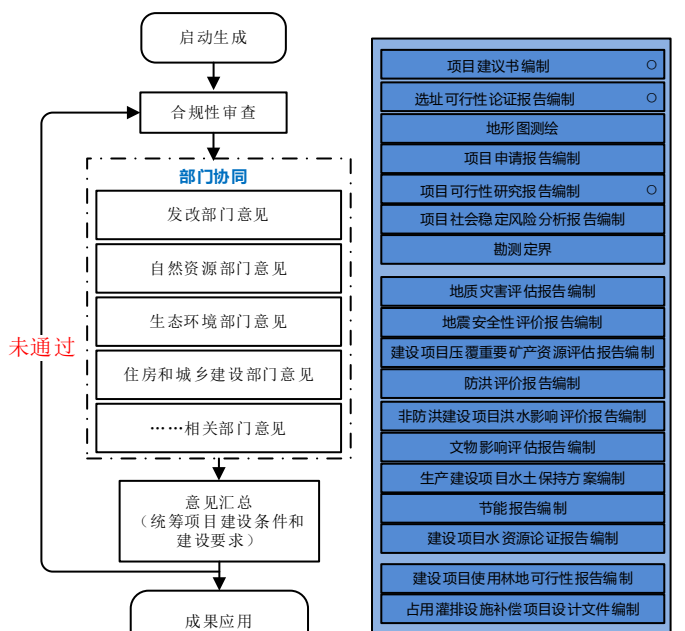 启动生成
合规性审查
部门协同
发改部门意见
自然资源部门意见
生态环境部门意见
未通过
住房和城乡建设部门意见
……相关部门意见
意见汇总
（统筹项目建设条件和
建设要求）
成果应用
项目建议书编制 ○
选址可行性论证报告编制 ○
地形图测绘
项目申请报告编制
项目可行性研究报告编制 ○
项目社会稳定风险分析报告编制
勘测定界
地质灾害评估报告编制
地震安全性评价报告编制
建设项目压覆重要矿产资源评估报告编制
防洪评价报告编制
非防洪建设项目洪水影响评价报告编制
文物影响评估报告编制
生产建设项目水土保持方案编制
节能报告编制
建设项目水资源论证报告编制
建设项目使用林地可行性报告编制
占用灌排设施补偿项目设计文件编制